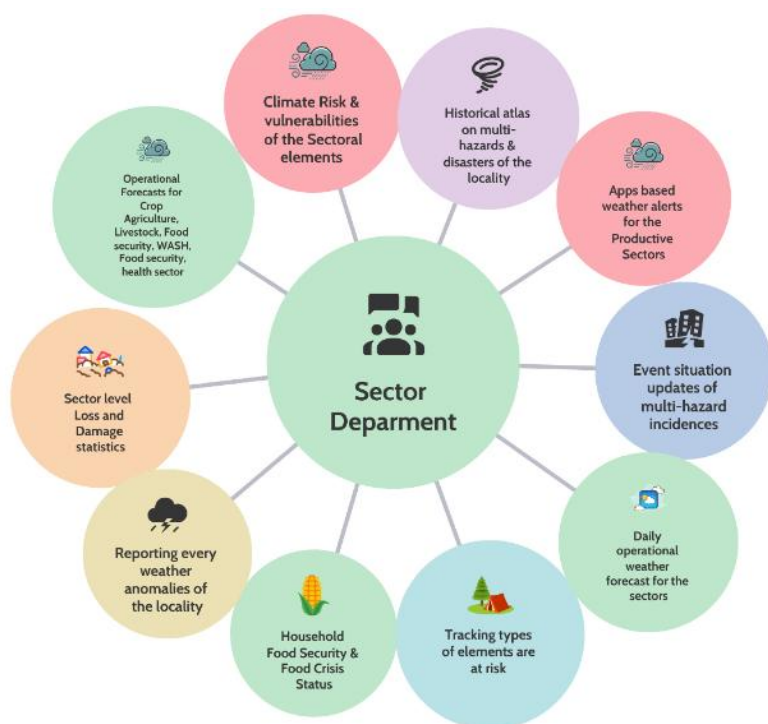 Climate Risk &
vulnerabilities
of the Sectoral
elements
Historical atlas
on multi-
hazards &
disasters of the
locality
Apps based
weather alerts
for the
Productive
Sectors
Event situation
updates of
multi-hazard
incidences
Daily
operational
weather
forecast for the
sectors
Tracking types
of elements are
at risk
Household
Food Security &
Food Crisis
Status
Reporting every
weather
anomalies of
the locality
Sector level
Loss and
Damage
statistics
Operational
Forecasts for
Crop
Agriculture,
Livestock, Food
security, WASH,
Food security,
health sector
Sector
Deparment